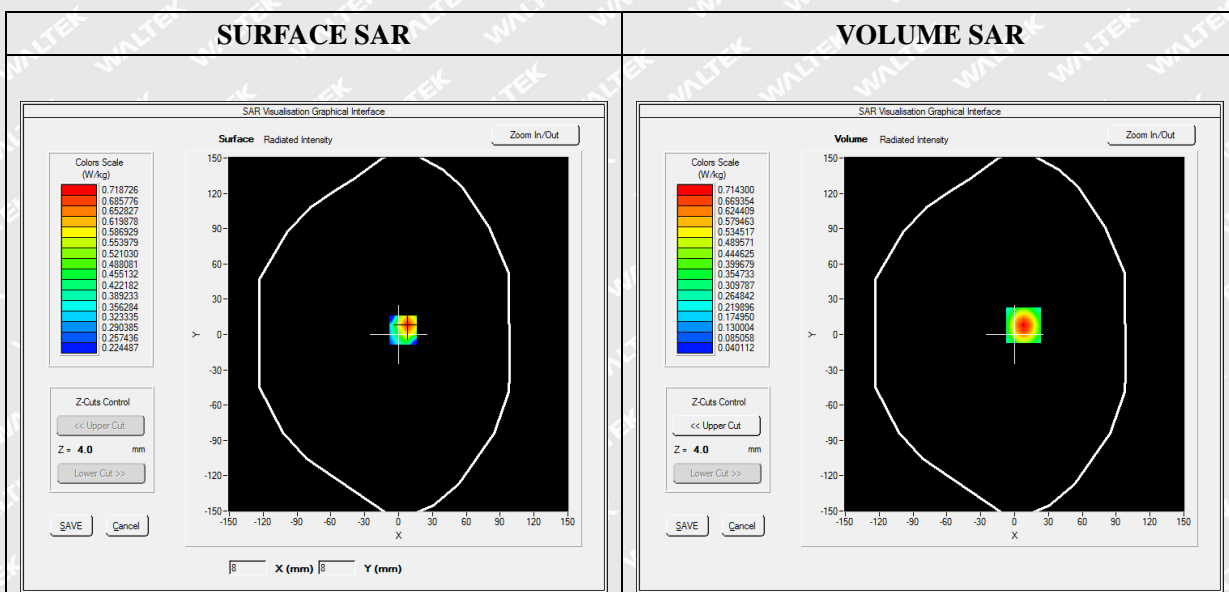 SURFACE SAR
VOLUME SAR
SAR Visualisation Graphical Interface
Surface Radiated Intensity
Zoom In/Out
Colors Scale
(W/kg)
0.718726
0.685776
0.652827
0.619878
0.586929
0.553979
0.521030
0.488081
0.455132
0.422182
0.389233
0.356284
0.323335
0.290385
0.257436
0.224487
Z-Cuts Control
<< Upper Cut
Z = 4.0 mm
Lower Cut >>
SAVE Cancel
150
120
90
60
30
0
-30
-60
-90
-120
-150
Y
-150 -120 -90 -60 -30 0 30 60 90 120 150
X
8 X (mm) 8 Y (mm)
SAR Visualisation Graphical Interface
Volume Radiated Intensity
Zoom In/Out
Colors Scale
(W/kg)
0.714300
0.669354
0.624409
0.579463
0.534517
0.489571
0.444625
0.399679
0.354733
0.309787
0.264842
0.219896
0.174950
0.130004
0.085058
0.040112
Z-Cuts Control
<< Upper Cut
Z = 4.0 mm
Lower Cut >>
SAVE Cancel
150
120
90
60
30
0
-30
-60
-90
-120
-150
Y
-150 -120 -90 -60 -30 0 30 60 90 120 150
X
WALTEK